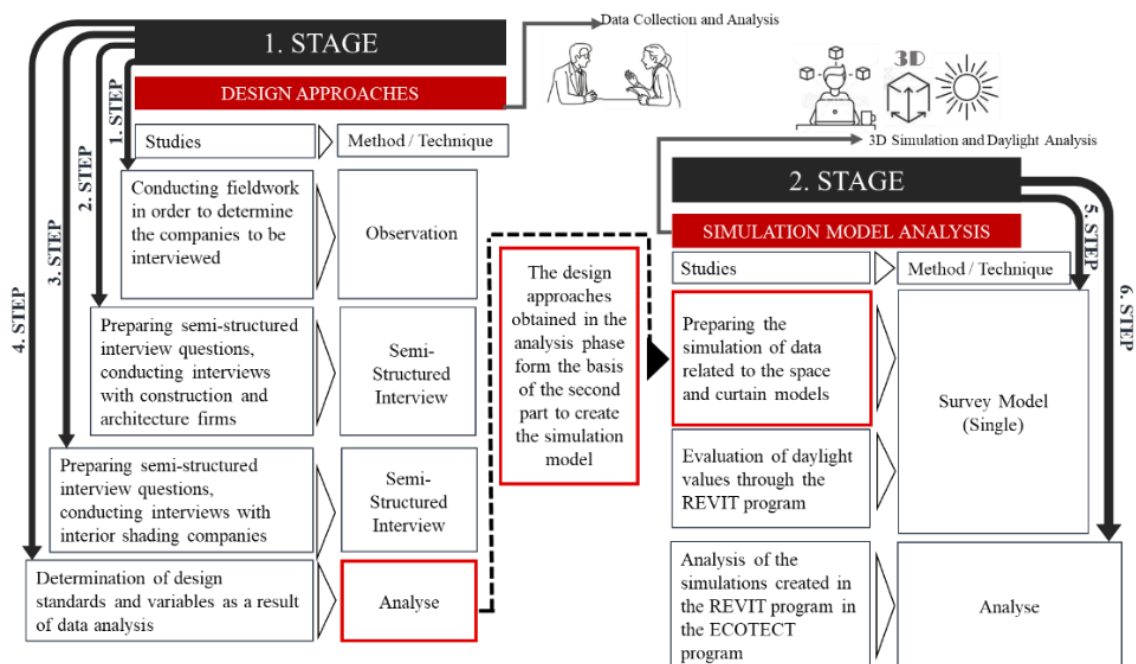 Data Collection and Analysis
1. STAGE
DESIGN APPROACHES
Studies
Method / Technique
1. STEP
2. STEP
3. STEP
4. STEP
Conducting fieldwork
in order to determine
the companies to be
interviewed
Observation
Preparing semi-structured
interview questions,
conducting interviews
with construction and
architecture firms
Semi-
Structured
Interview
Preparing semi-structured
interview questions,
conducting interviews with
interior shading companies
Semi-
Structured
Interview
Determination of design
standards and variables as a result
of data analysis
Analyse
The design
approaches
obtained in the
analysis phase
form the basis
of the second
part to create
the simulation
model
3D
3D Simulation and Daylight Analysis
2. STAGE
SIMULATION MODEL ANALYSIS
Studies
Method / Technique
5. STEP
6. STEP
Preparing the
simulation of data
related to the space
and curtain models
Survey Model
(Single)
Evaluation of daylight
values through the
REVIT program
Analysis of the
simulations created in
the REVIT program in
the ECOTECT
program
Analyse